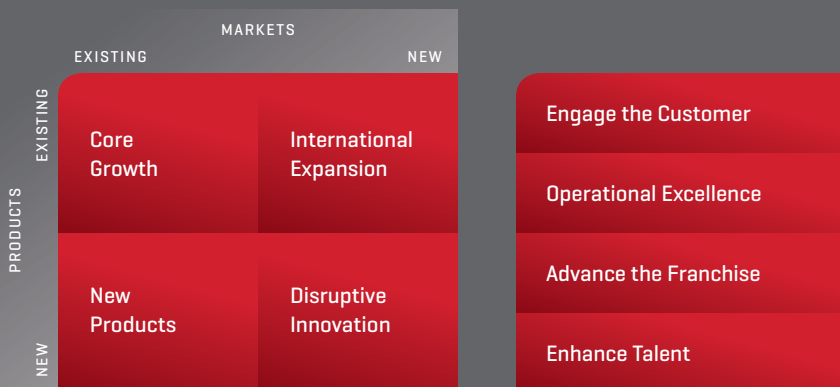 MARKETS
EXISTING
NEW
PRODUCTS
EXISTING
NEW
Core
Growth
International
Expansion
New
Products
Disruptive
Innovation
Engage the Customer
Operational Excellence
Advance the Franchise
Enhance Talent